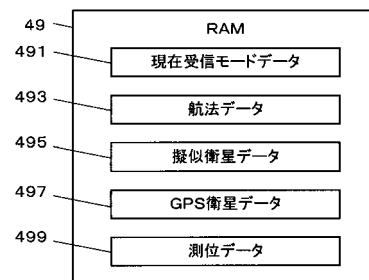 49
RAM
491
現在受信モードデータ
493
航法データ
495
擬似衛星データ
497
GPS衛星データ
499
測位データ